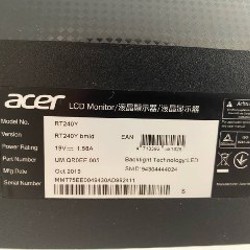 acer LCD Monitor/液晶顯示器/液晶显示器
Model No. RT240Y
Version RT240Y bmid EAN
Power Rating 19V 1.58A
Part Number UM.QR0EE.001 Backlight Technology:LED
Mfg. Date Oct.2015
Serial Number
S